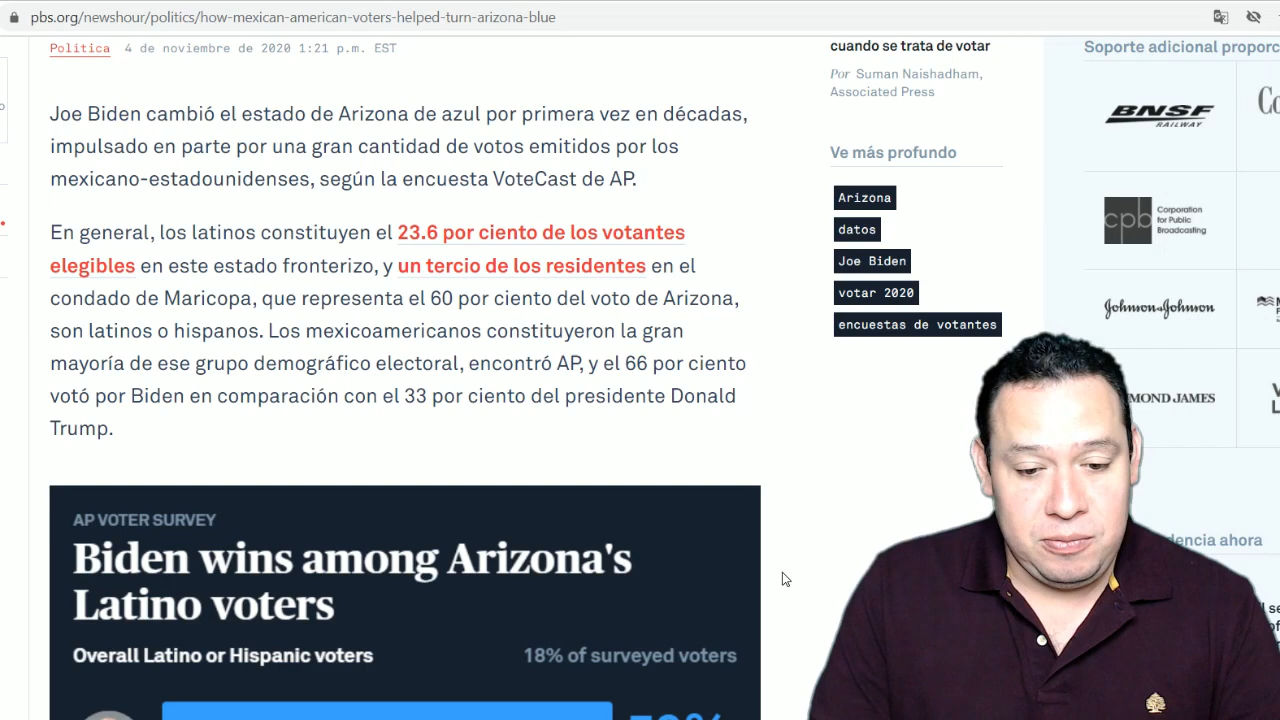 pbs.org/newshour/politics/how-mexican-american-voters-helped-turn-arizona-blue
Politica 4 de noviembre de 2020 1:21 p.m. EST
Joe Biden cambió el estado de Arizona de azul por primera vez en décadas,
impulsado en parte por una gran cantidad de votos emitidos por los
mexicano-estadounidenses, según la encuesta VoteCast de AP.
En general, los latinos constituyen el 23.6 por ciento de los votantes
elegibles en este estado fronterizo, y un tercio de los residentes en el
condado de Maricopa, que representa el 60 por ciento del voto de Arizona,
son latinos o hispanos. Los mexicoamericanos constituyeron la gran
mayoría de ese grupo demográfico electoral, encontró AP, y el 66 por ciento
votó por Biden en comparación con el 33 por ciento del presidente Donald
Trump.
AP VOTER SURVEY
Biden wins among Arizona's
Latino voters
Overall Latino or Hispanic voters 18% of surveyed voters
cuando se trata de votar
Por Suman Naishadham,
Associated Press
Ve más profundo
Arizona
datos
Joe Biden
votar 2020
encuestas de votantes
Soporte adicional proporc
BNSF
RAILWAY
cpb Corporation
for Public
Broadcasting
Johnson&Johnson
MOND JAMES
dencia ahora